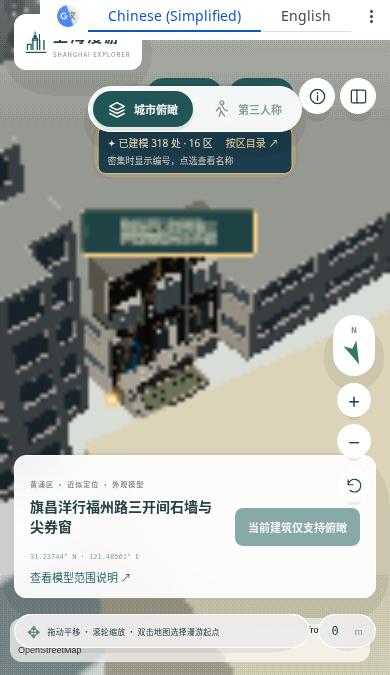 Chinese (Simplified)
English
SHANGHAI EXPLORER
城市俯瞰
第三人称
✦ 已建模 318 处 · 16 区 按区目录 ↗
密集时显示编号，点选查看名称
N
+
−
黄浦区 · 近似定位 · 外观模型
旗昌洋行福州路三开间石墙与
尖券窗
当前建筑仅支持俯瞰
31.23744° N · 121.48561° E
查看模型范围说明 ↗
拖动平移 · 滚轮缩放 · 双击地图选择漫游起点
0 m
OpenStreetMap